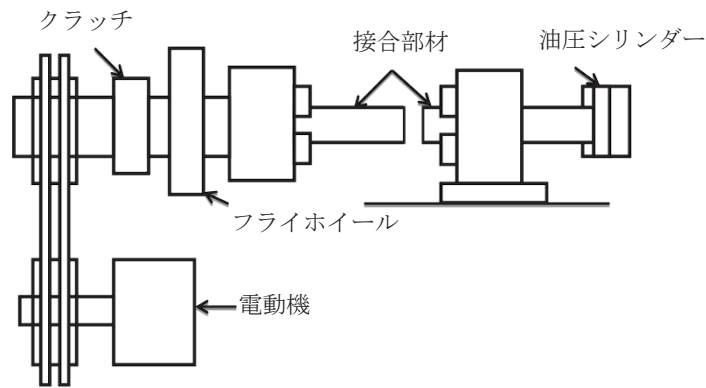 クラッチ
接合部材
油圧シリンダー
フライホイール
電動機